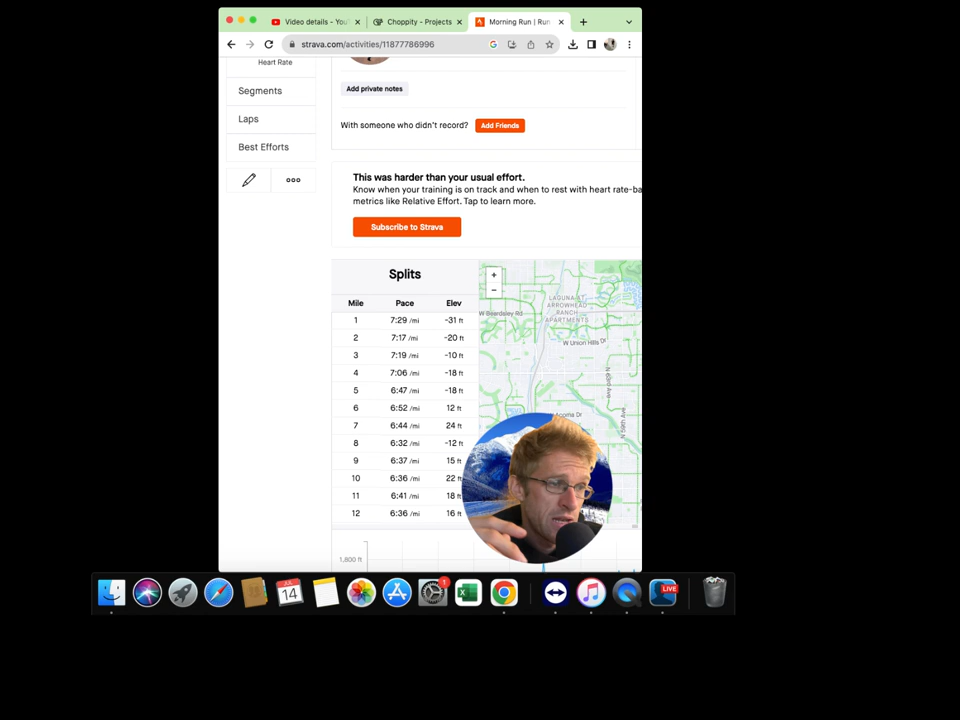 Video details - You
Choppity - Projects
Morning Run | Run
strava.com/activities/11877786996
Heart Rate
Segments
Laps
Best Efforts
Add private notes
With someone who didn't record?
Add Friends
This was harder than your usual effort.
Know when your training is on track and when to rest with heart rate-ba
metrics like Relative Effort. Tap to learn more.
Subscribe to Strava
Splits
Mile Pace Elev
1 7:29 /mi -31 ft
2 7:17 /mi -20 ft
3 7:19 /mi -10 ft
4 7:06 /mi -18 ft
5 6:47 /mi -18 ft
6 6:52 /mi 12 ft
7 6:44 /mi 24 ft
8 6:32 /mi -12 ft
9 6:37 /mi 15 ft
10 6:36 /mi 22 ft
11 6:41 /mi 18 ft
12 6:36 /mi 16 ft
+
−
LAGUNA AT
ARROWHEAD
RANCH
APARTMENTS
W Beardsley Rd
W Union Hills Dr
N 63rd Ave
N 59th Ave
Acoma Dr
1,800 ft
JUL
14
1
LIVE